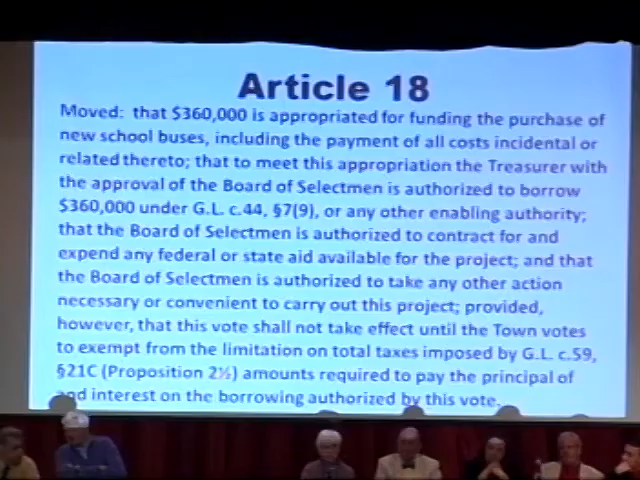 Article 18
Moved: that $360,000 is appropriated for funding the purchase of
new school buses, including the payment of all costs incidental or
related thereto; that to meet this appropriation the Treasurer with
the approval of the Board of Selectmen is authorized to borrow
$360,000 under G.L. c.44, §7(9), or any other enabling authority;
that the Board of Selectmen is authorized to contract for and
expend any federal or state aid available for the project; and that
the Board of Selectmen is authorized to take any other action
necessary or convenient to carry out this project; provided,
however, that this vote shall not take effect until the Town votes
to exempt from the limitation on total taxes imposed by G.L. c.59,
§21C (Proposition 2½) amounts required to pay the principal of
and interest on the borrowing authorized by this vote.